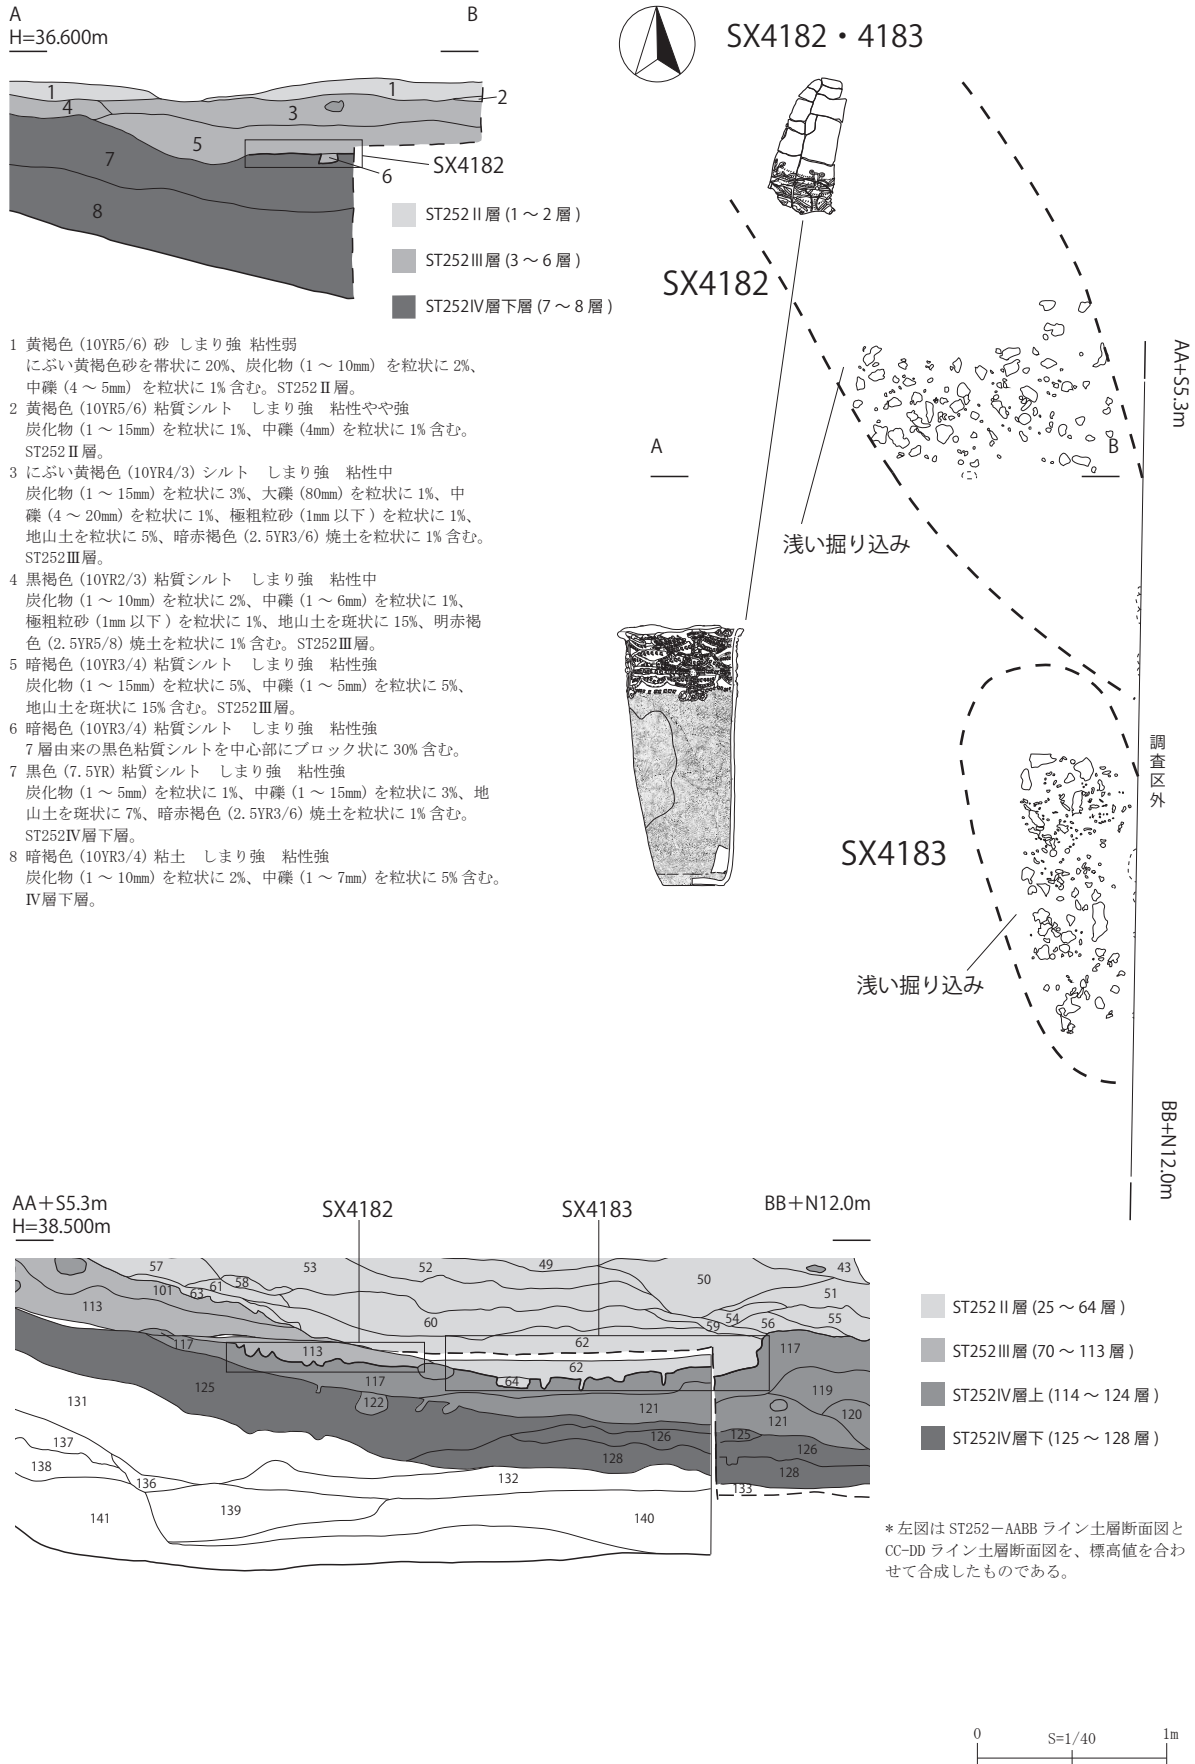 A
B
H=36.600m
1
1
2
4
3
5
7
6
SX4182
8
ST252Ⅱ層 (1～2層)
ST252Ⅲ層 (3～6層)
ST252Ⅳ層下層 (7～8層)
1 黄褐色 (10YR5/6) 砂 しまり強 粘性弱
にぶい黄褐色砂を帯状に20%、炭化物 (1～10mm) を粒状に2%、
中礫 (4～5mm) を粒状に1%含む。ST252Ⅱ層。
2 黄褐色 (10YR5/6) 粘質シルト しまり強 粘性やや強
炭化物 (1～15mm) を粒状に1%、中礫 (4mm) を粒状に1%含む。
ST252Ⅱ層。
3 にぶい黄褐色 (10YR4/3) シルト しまり強 粘性中
炭化物 (1～15mm) を粒状に3%、大礫 (80mm) を粒状に1%、中
礫 (4～20mm) を粒状に1%、極粗粒砂 (1mm以下) を粒状に1%、
地山土を粒状に5%、暗赤褐色 (2.5YR3/6) 焼土を粒状に1%含む。
ST252Ⅲ層。
4 黒褐色 (10YR2/3) 粘質シルト しまり強 粘性中
炭化物 (1～10mm) を粒状に2%、中礫 (1～6mm) を粒状に1%、
極粗粒砂 (1mm以下) を粒状に1%、地山土を斑状に15%、明赤褐
色 (2.5YR5/8) 焼土を粒状に1%含む。ST252Ⅲ層。
5 暗褐色 (10YR3/4) 粘質シルト しまり強 粘性強
炭化物 (1～15mm) を粒状に5%、中礫 (1～5mm) を粒状に5%、
地山土を斑状に15%含む。ST252Ⅲ層。
6 暗褐色 (10YR3/4) 粘質シルト しまり強 粘性強
7層由来の黒色粘質シルトを中心部にブロック状に30%含む。
7 黒色 (7.5YR) 粘質シルト しまり強 粘性強
炭化物 (1～5mm) を粒状に1%、中礫 (1～15mm) を粒状に3%、地
山土を斑状に7%、暗赤褐色 (2.5YR3/6) 焼土を粒状に1%含む。
ST252Ⅳ層下層。
8 暗褐色 (10YR3/4) 粘土 しまり強 粘性強
炭化物 (1～10mm) を粒状に2%、中礫 (1～7mm) を粒状に5%含む。
Ⅳ層下層。
SX4182・4183
SX4182
AA+S5.3m
A
B
浅い掘り込み
調査区外
SX4183
浅い掘り込み
BB+N12.0m
AA＋S5.3m
H=38.500m
SX4182
SX4183
BB+N12.0m
57
53
52
49
50
43
101
63
61
58
51
113
60
59
54
56
55
117
113
62
62
117
125
117
64
119
131
122
121
121
120
137
126
125
126
138
128
128
136
132
133
141
139
140
ST252Ⅱ層 (25～64層)
ST252Ⅲ層 (70～113層)
ST252Ⅳ層上 (114～124層)
ST252Ⅳ層下 (125～128層)
＊左図はST252－AABBライン土層断面図と
CC-DDライン土層断面図を、標高値を合わ
せて合成したものである。
0
S=1/40
1m